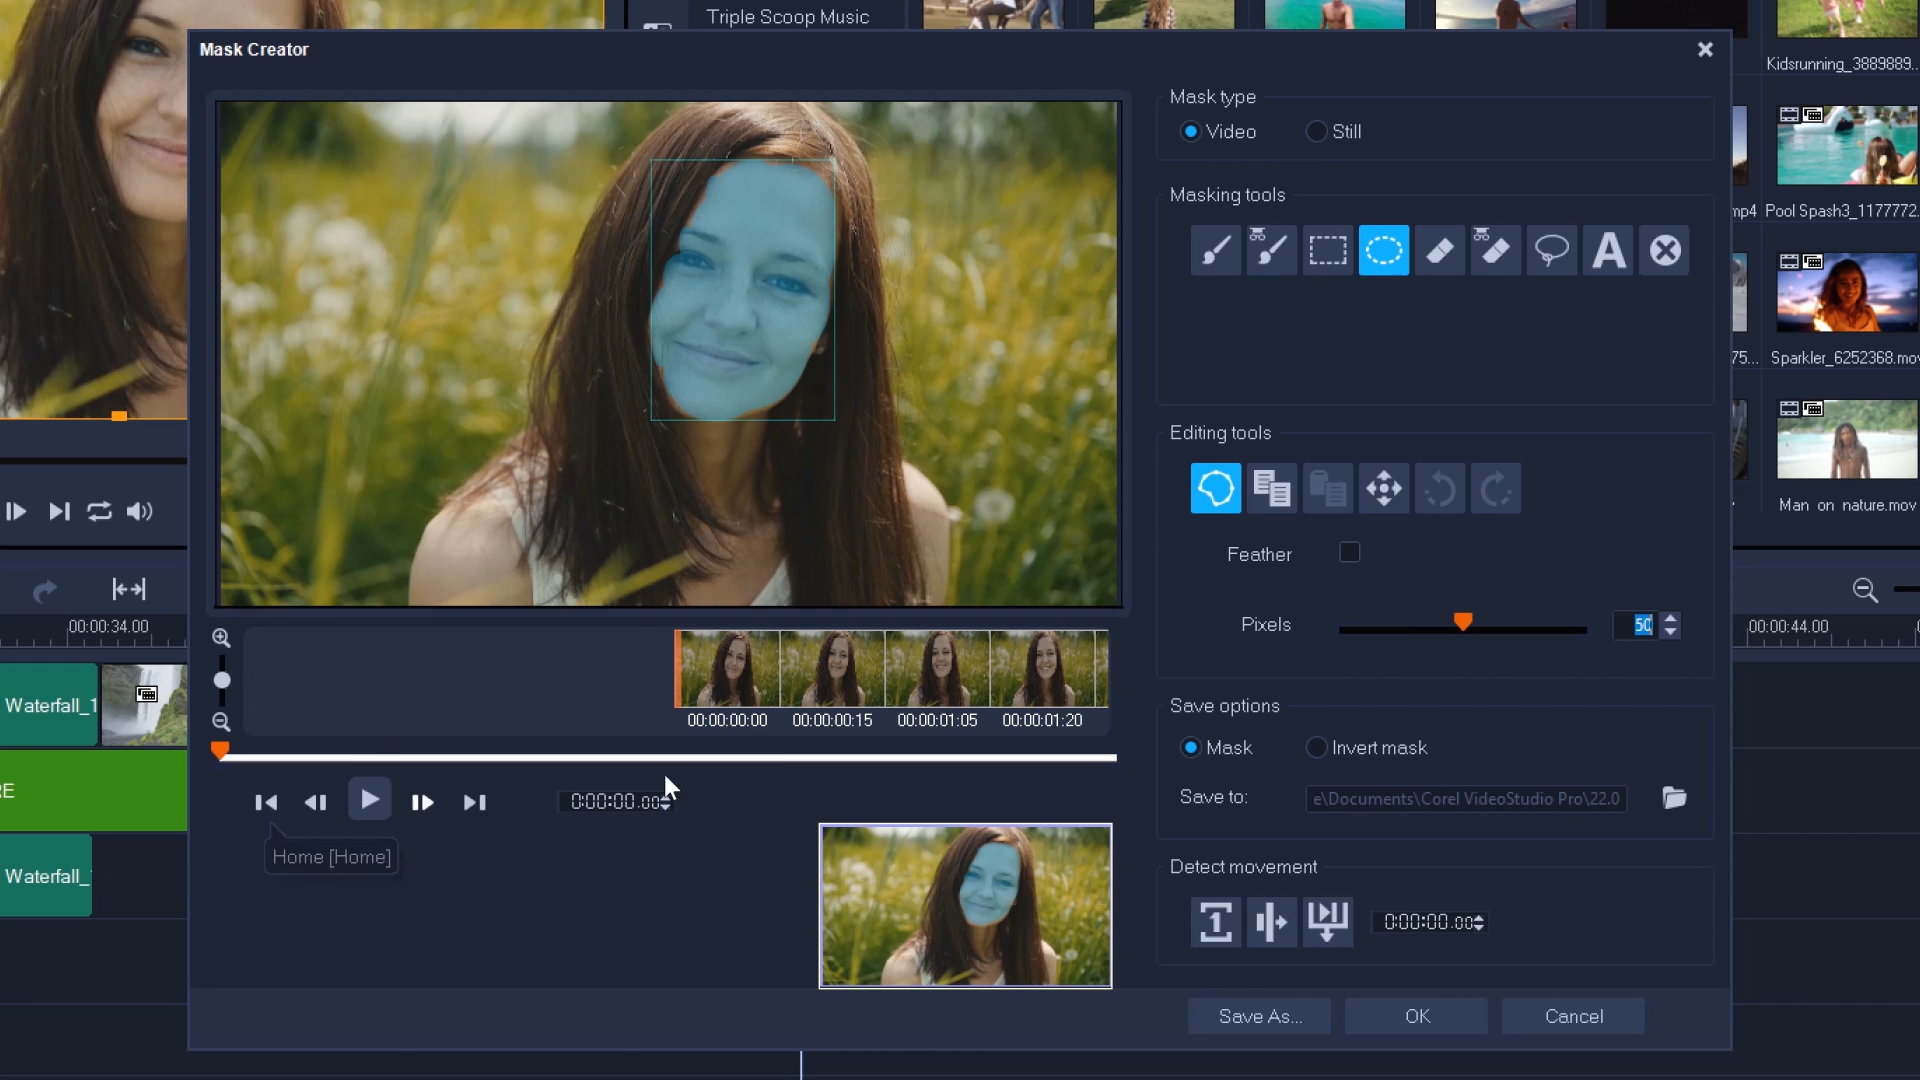 Triple Scoop Music
Mask Creator
Kidsrunning_3889889..
Mask type
Video
Still
Masking tools
mp4
Pool Spash3_1177772.
A
75...
Sparkler_6252368.mov
Editing tools
Man_on_nature.mov
Feather
Pixels
50
00:00:34.00
00:00:44.00
Waterfall_1
00:00:00:00
00:00:00:15
00:00:01:05
00:00:01:20
Save options
Mask
Invert mask
RE
Save to:
e\Documents\Corel VideoStudio Pro\22.0
0:00:00.00
Home [Home]
Waterfall_
Detect movement
1
0:00:00.00
Save As...
OK
Cancel